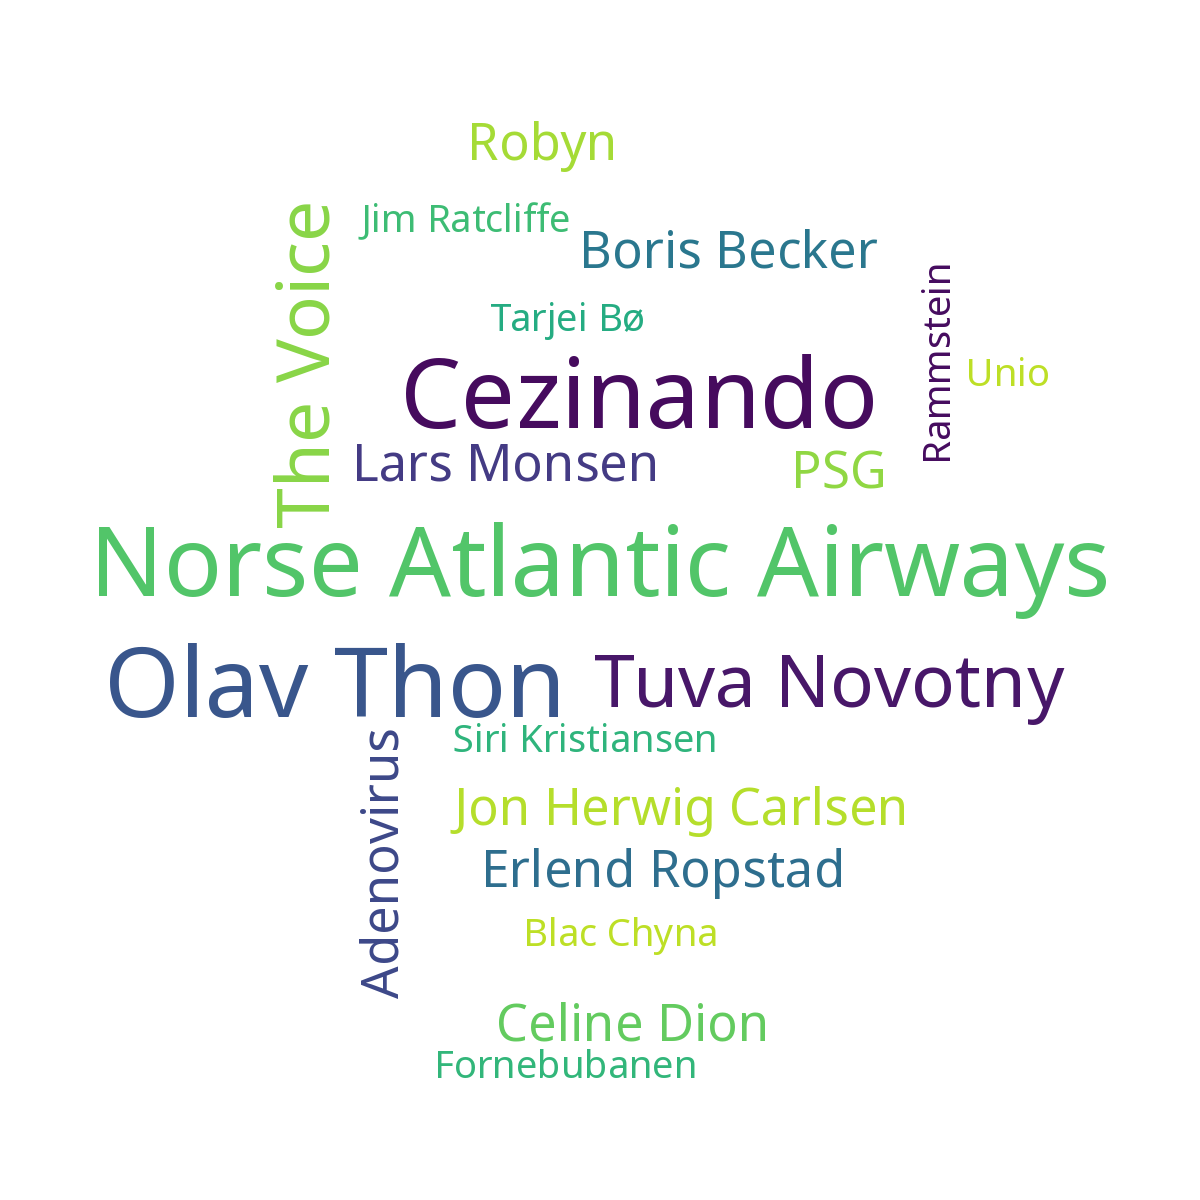 Robyn
Jim Ratcliffe
The Voice
Boris Becker
Rammstein
Tarjei Bø
Unio
Cezinando
Lars Monsen
PSG
Norse Atlantic Airways
Olav Thon
Tuva Novotny
Siri Kristiansen
Adenovirus
Jon Herwig Carlsen
Erlend Ropstad
Blac Chyna
Celine Dion
Fornebubanen